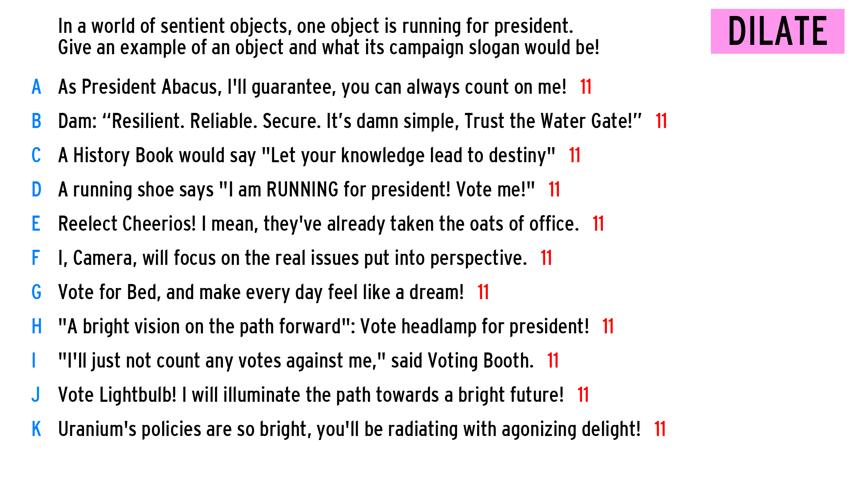 In a world of sentient objects, one object is running for president.
Give an example of an object and what its campaign slogan would be!
DILATE
A As President Abacus, I'll guarantee, you can always count on me! 11
B Dam: “Resilient. Reliable. Secure. It’s damn simple, Trust the Water Gate!” 11
C A History Book would say "Let your knowledge lead to destiny" 11
D A running shoe says "I am RUNNING for president! Vote me!" 11
E Reelect Cheerios! I mean, they've already taken the oats of office. 11
F I, Camera, will focus on the real issues put into perspective. 11
G Vote for Bed, and make every day feel like a dream! 11
H "A bright vision on the path forward": Vote headlamp for president! 11
I "I'll just not count any votes against me," said Voting Booth. 11
J Vote Lightbulb! I will illuminate the path towards a bright future! 11
K Uranium's policies are so bright, you'll be radiating with agonizing delight! 11